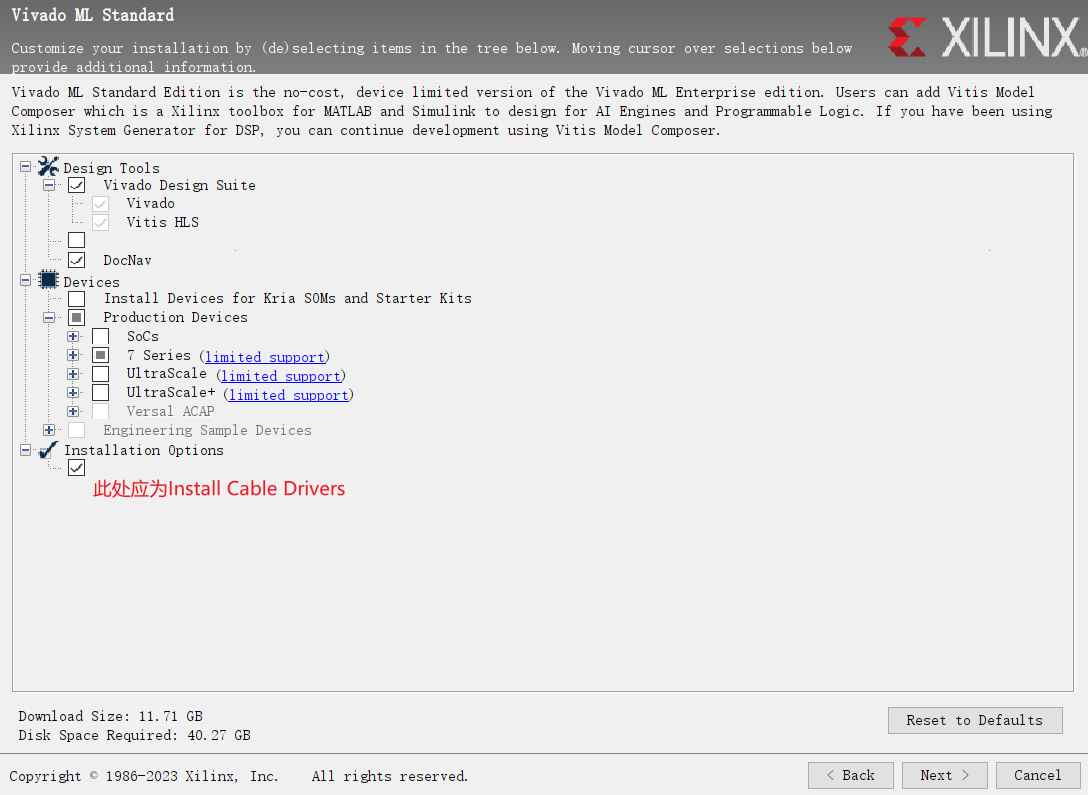 Vivado ML Standard
Customize your installation by (de)selecting items in the tree below. Moving cursor over selections below
provide additional information.
XILINX®
Vivado ML Standard Edition is the no-cost, device limited version of the Vivado ML Enterprise edition. Users can add Vitis Model
Composer which is a Xilinx toolbox for MATLAB and Simulink to design for AI Engines and Programmable Logic. If you have been using
Xilinx System Generator for DSP, you can continue development using Vitis Model Composer.
Design Tools
Vivado Design Suite
Vivado
Vitis HLS
DocNav
Devices
Install Devices for Kria SOMs and Starter Kits
Production Devices
SoCs
7 Series (limited support)
UltraScale (limited support)
UltraScale+ (limited support)
Versal ACAP
Engineering Sample Devices
Installation Options
此处应为Install Cable Drivers
Download Size: 11.71 GB
Disk Space Required: 40.27 GB
Reset to Defaults
Copyright © 1986-2023 Xilinx, Inc. All rights reserved.
< Back
Next >
Cancel